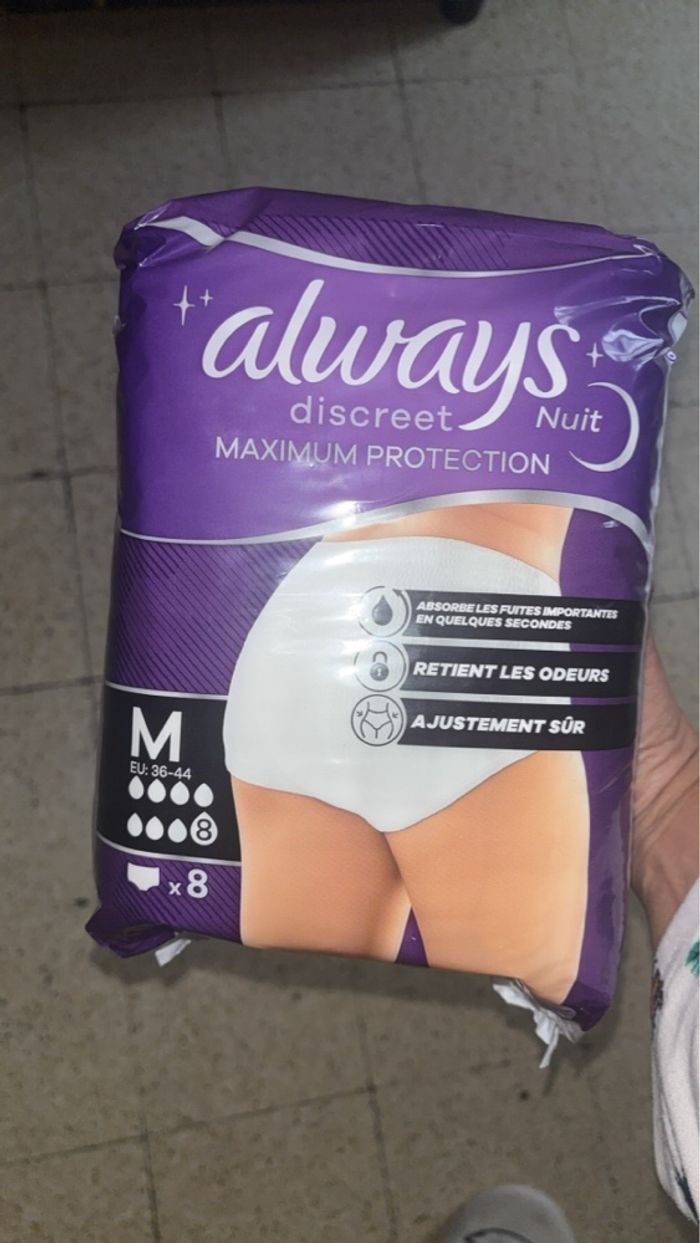 always
discreet Nuit
MAXIMUM PROTECTION
ABSORBE LES FUITES IMPORTANTES
EN QUELQUES SECONDES
RETIENT LES ODEURS
AJUSTEMENT SÛR
M
EU: 36-44
8
x 8